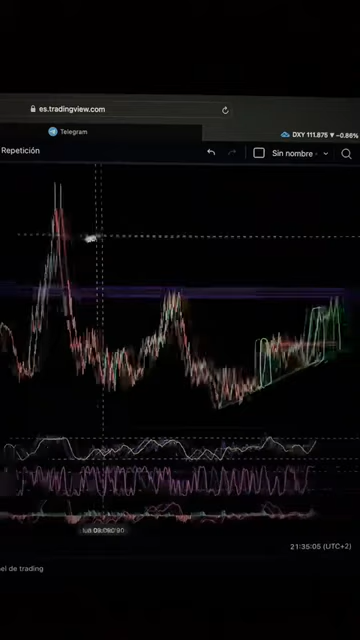 es.tradingview.com
Telegram
DXY 111.875 ▼ −0.86%
Repetición
Sin nombre
21:35:05 (UTC+2)
el de trading